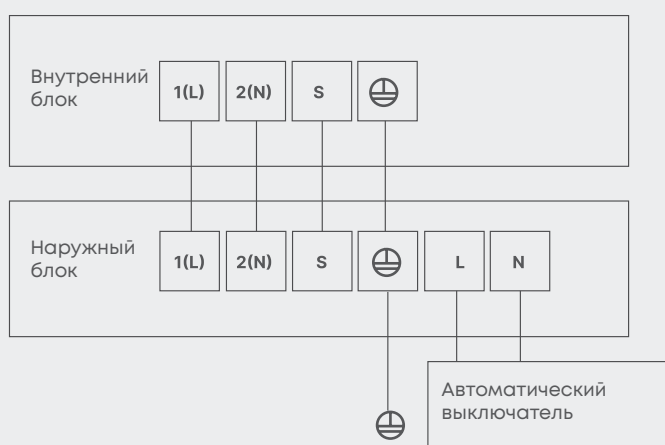 Внутренний
блок
1(L) 2(N) S
Наружный
блок
1(L) 2(N) S L N
Автоматический
выключатель